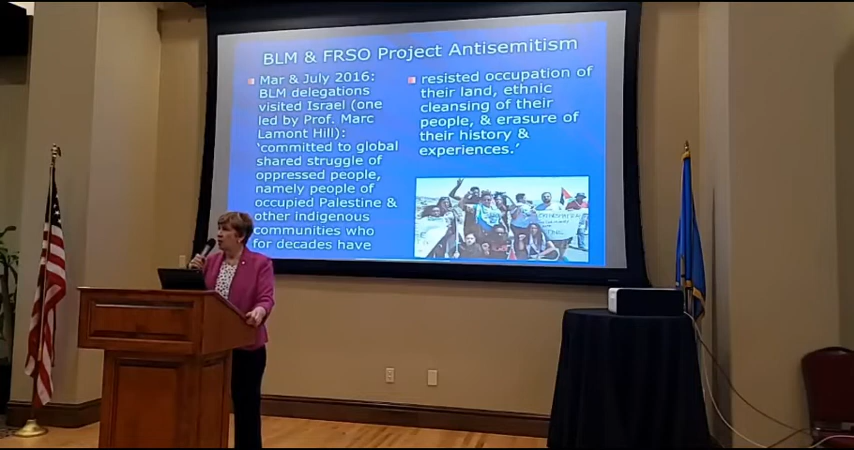 BLM & FRSO Project Antisemitism
Mar & July 2016:
BLM delegations
visited Israel (one
led by Prof. Marc
Lamont Hill):
‘committed to global
shared struggle of
oppressed people,
namely people of
occupied Palestine &
other indigenous
communities who
for decades have
resisted occupation of
their land, ethnic
cleansing of their
people, & erasure of
their history &
experiences.’